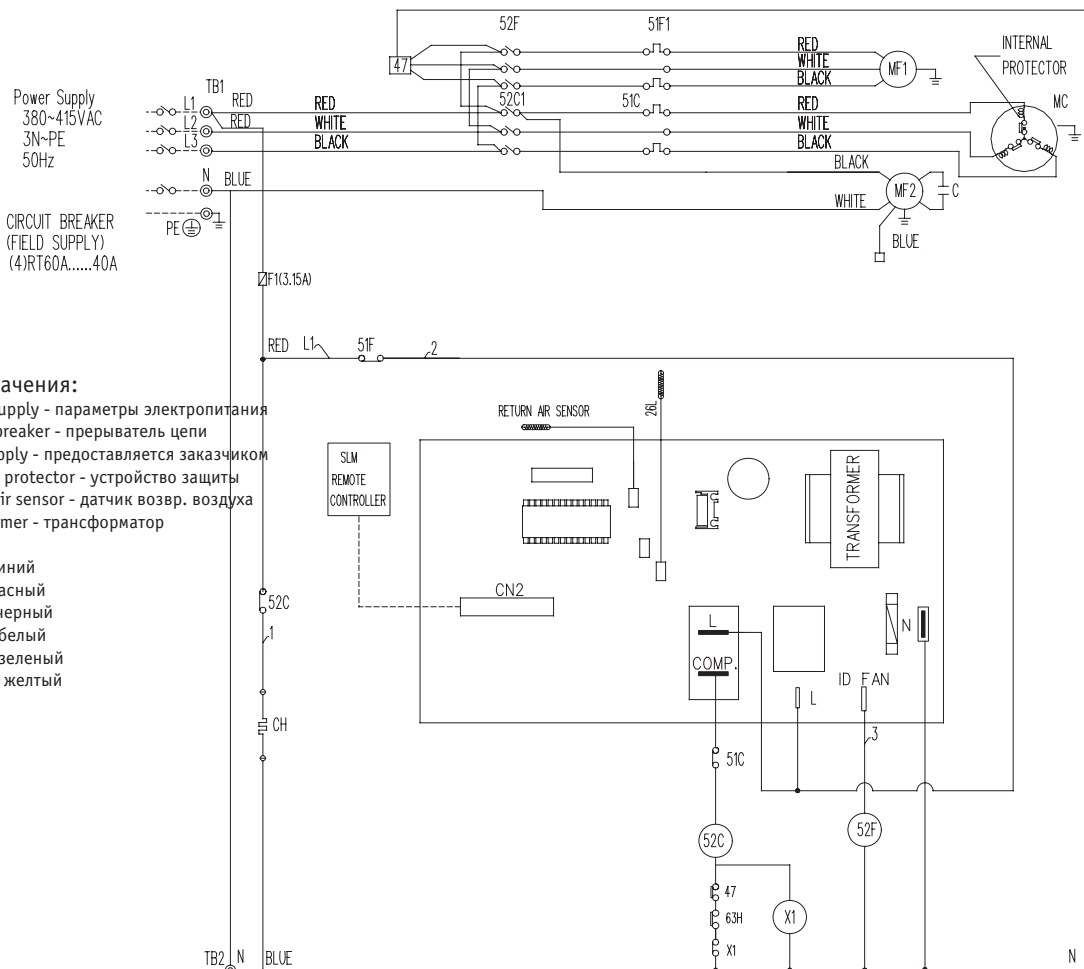 52F
51F1
RED
WHITE
BLACK
47
MF1
INTERNAL
PROTECTOR
MC
Power Supply
380~415VAC
3N~PE
50Hz
TB1
L1
RED
RED
52C1
51C
RED
L2
RED
WHITE
WHITE
L3
BLACK
BLACK
BLACK
N
BLUE
WHITE
MF2
C
BLUE
PE
CIRCUIT BREAKER
(FIELD SUPPLY)
(4)RT60A......40A
F1(3.15A)
RED
L1
51F
2
ачения:
upply - параметры электропитания
breaker - прерыватель цепи
pply - предоставляется заказчиком
protector - устройство защиты
ir sensor - датчик возвр. воздуха
mer - трансформатор
иний
асный
черный
белый
зеленый
желтый
RETURN AIR SENSOR
26L
SLM
REMOTE
CONTROLLER
TRANSFORMER
CN2
L
COMP.
N
ID FAN
L
3
52C
1
CH
51C
52C
52F
47
63H
X1
X1
TB2
N
BLUE
N